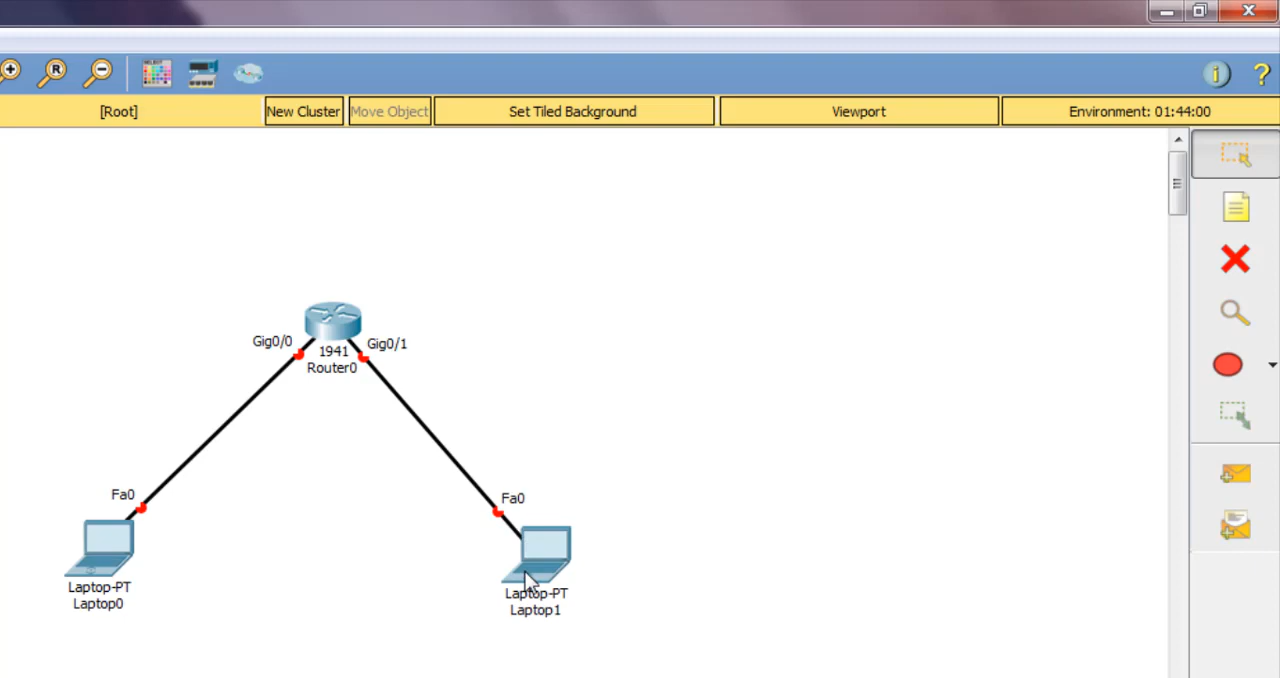 [Root]
New Cluster
Move Object
Set Tiled Background
Viewport
Environment: 01:44:00
Gig0/0
Gig0/1
1941
Router0
Fa0
Fa0
Laptop-PT
Laptop0
Laptop-PT
Laptop1